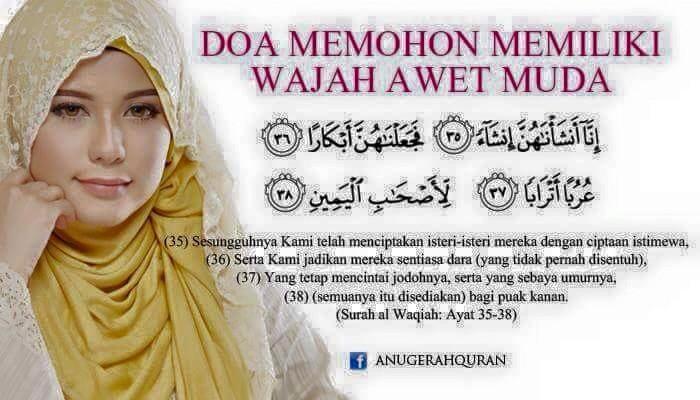 DOA MEMOHON MEMILIKI
WAJAH AWET MUDA
إِنَّآ أَنشَأْنَٰهُنَّ إِنشَآءً ٣٥ فَجَعَلْنَٰهُنَّ أَبْكَارًا ٣٦
عُرُبًا أَتْرَابًا ٣٧ لِّأَصْحَٰبِ ٱلْيَمِينِ ٣٨
(35) Sesungguhnya Kami telah menciptakan isteri-isteri mereka dengan ciptaan istimewa,
(36) Serta Kami jadikan mereka sentiasa dara (yang tidak pernah disentuh),
(37) Yang tetap mencintai jodohnya, serta yang sebaya umurnya,
(38) (semuanya itu disediakan) bagi puak kanan.
(Surah al Waqiah: Ayat 35-38)
f ANUGERAHQURAN